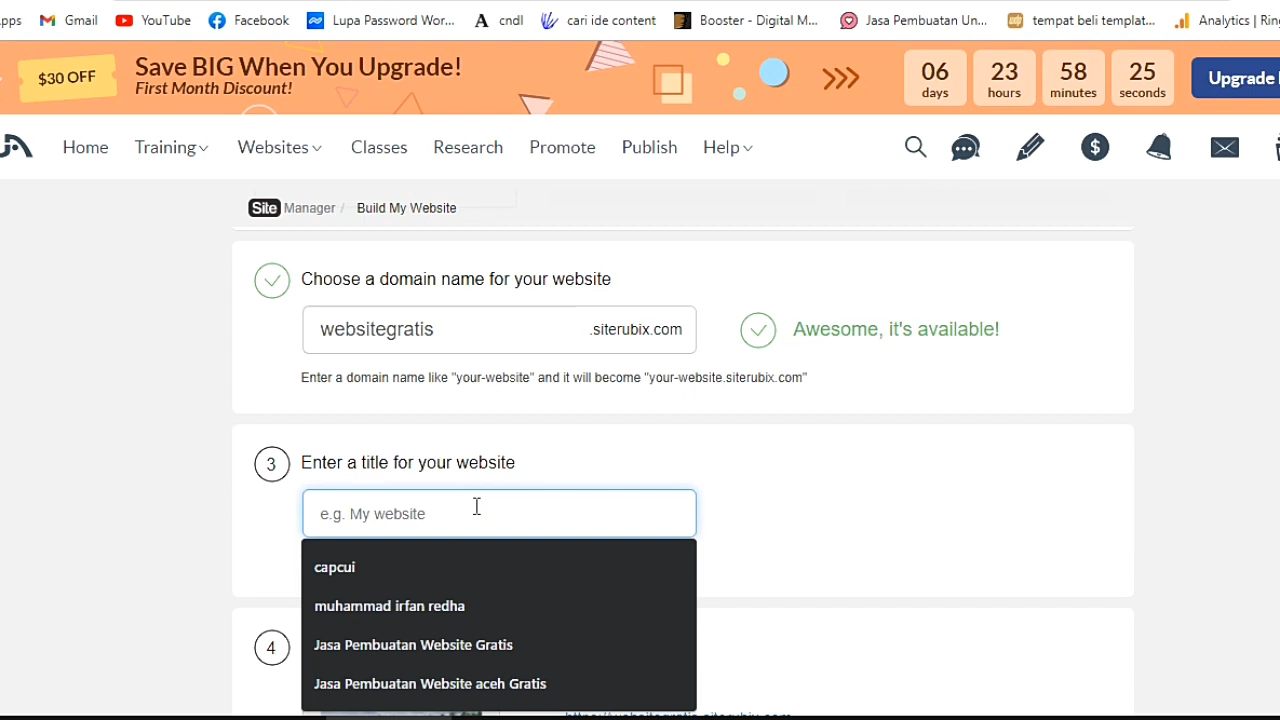 pps Gmail YouTube Facebook Lupa Password Wor... cndl cari ide content Booster - Digital M... Jasa Pembuatan Un... tempat beli templat... Analytics | Rin
$30 OFF
Save BIG When You Upgrade!
First Month Discount!
06 23 58 25
days hours minutes seconds
Upgrade
Home Training Websites Classes Research Promote Publish Help
Site Manager / Build My Website
Choose a domain name for your website
websitegratis .siterubix.com Awesome, it's available!
Enter a domain name like "your-website" and it will become "your-website.siterubix.com"
3 Enter a title for your website
e.g. My website
capcui
muhammad irfan redha
Jasa Pembuatan Website Gratis
4
Jasa Pembuatan Website aceh Gratis
https://websitegratis.siterubix.com